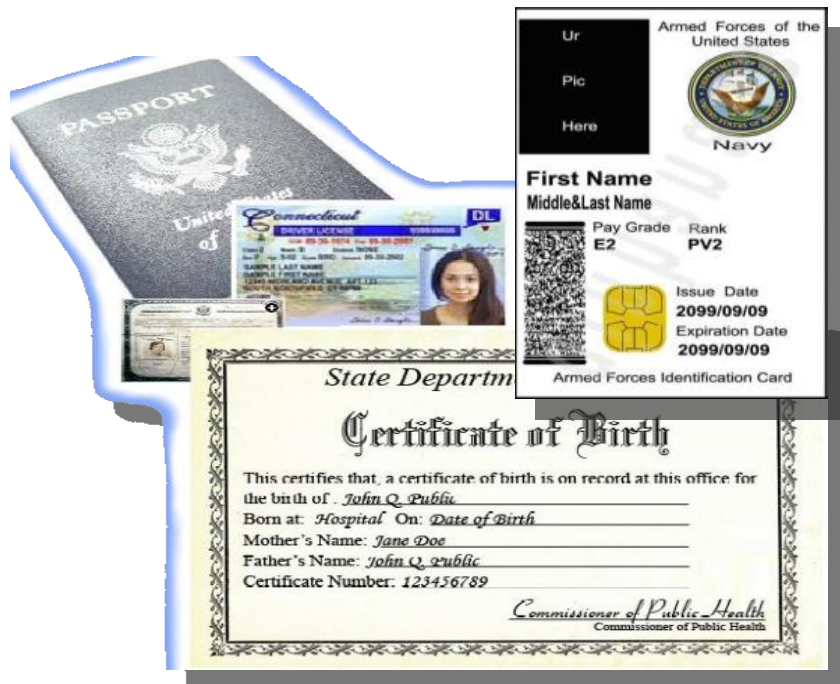 PASSPORT
United States
of
Connecticut
DL
DRIVER LICENSE
SAMPLE LAST NAME
SAMPLE FIRST NAME
Ur
Pic
Here
Armed Forces of the
United States
Navy
First Name
Middle&Last Name
Pay Grade Rank
E2 PV2
Issue Date
2099/09/09
Expiration Date
2099/09/09
Armed Forces Identification Card
State Departm
Certificate of Birth
This certifies that, a certificate of birth is on record at this office for
the birth of . John Q. Public
Born at: Hospital On: Date of Birth
Mother's Name: Jane Doe
Father's Name: John Q. Public
Certificate Number: 123456789
Commissioner of Public Health
Commissioner of Public Health